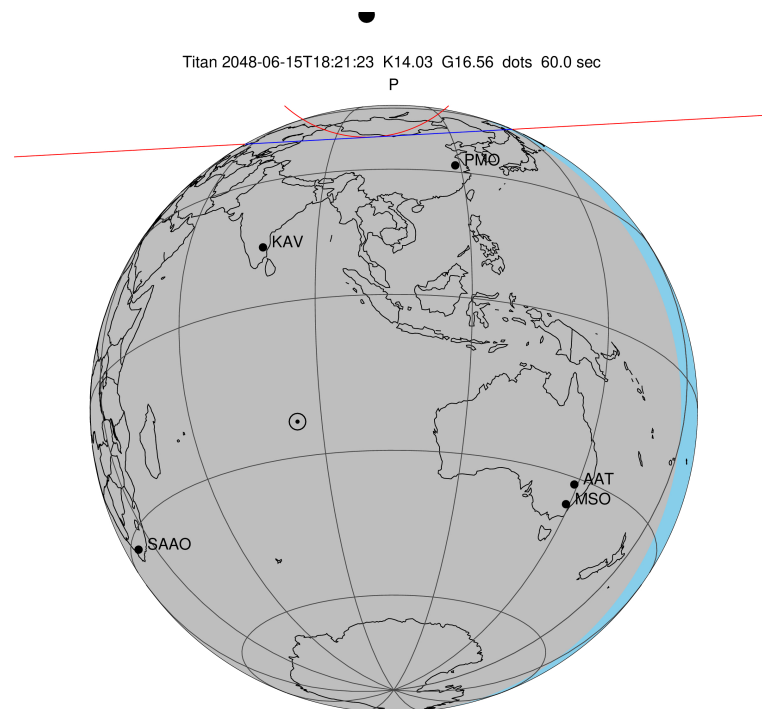 Titan 2048-06-15T18:21:23 K14.03 G16.56 dots 60.0 sec
P
PMO
KAV
AAT
MSO
SAAO